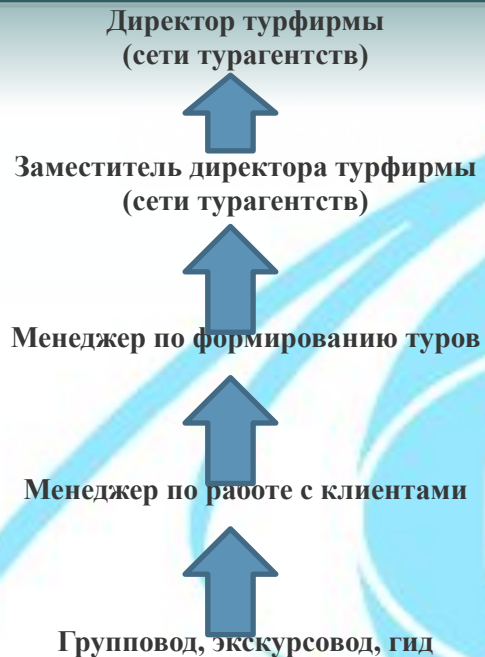 Директор турфирмы
(сети турагентств)
Заместитель директора турфирмы
(сети турагентств)
Менеджер по формированию туров
Менеджер по работе с клиентами
Групповод, экскурсовод, гид